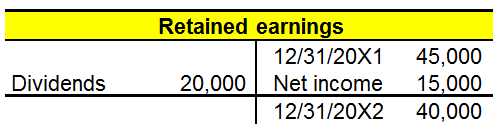 Retained earnings
12/31/20X1 45,000
Dividends 20,000 Net income 15,000
12/31/20X2 40,000